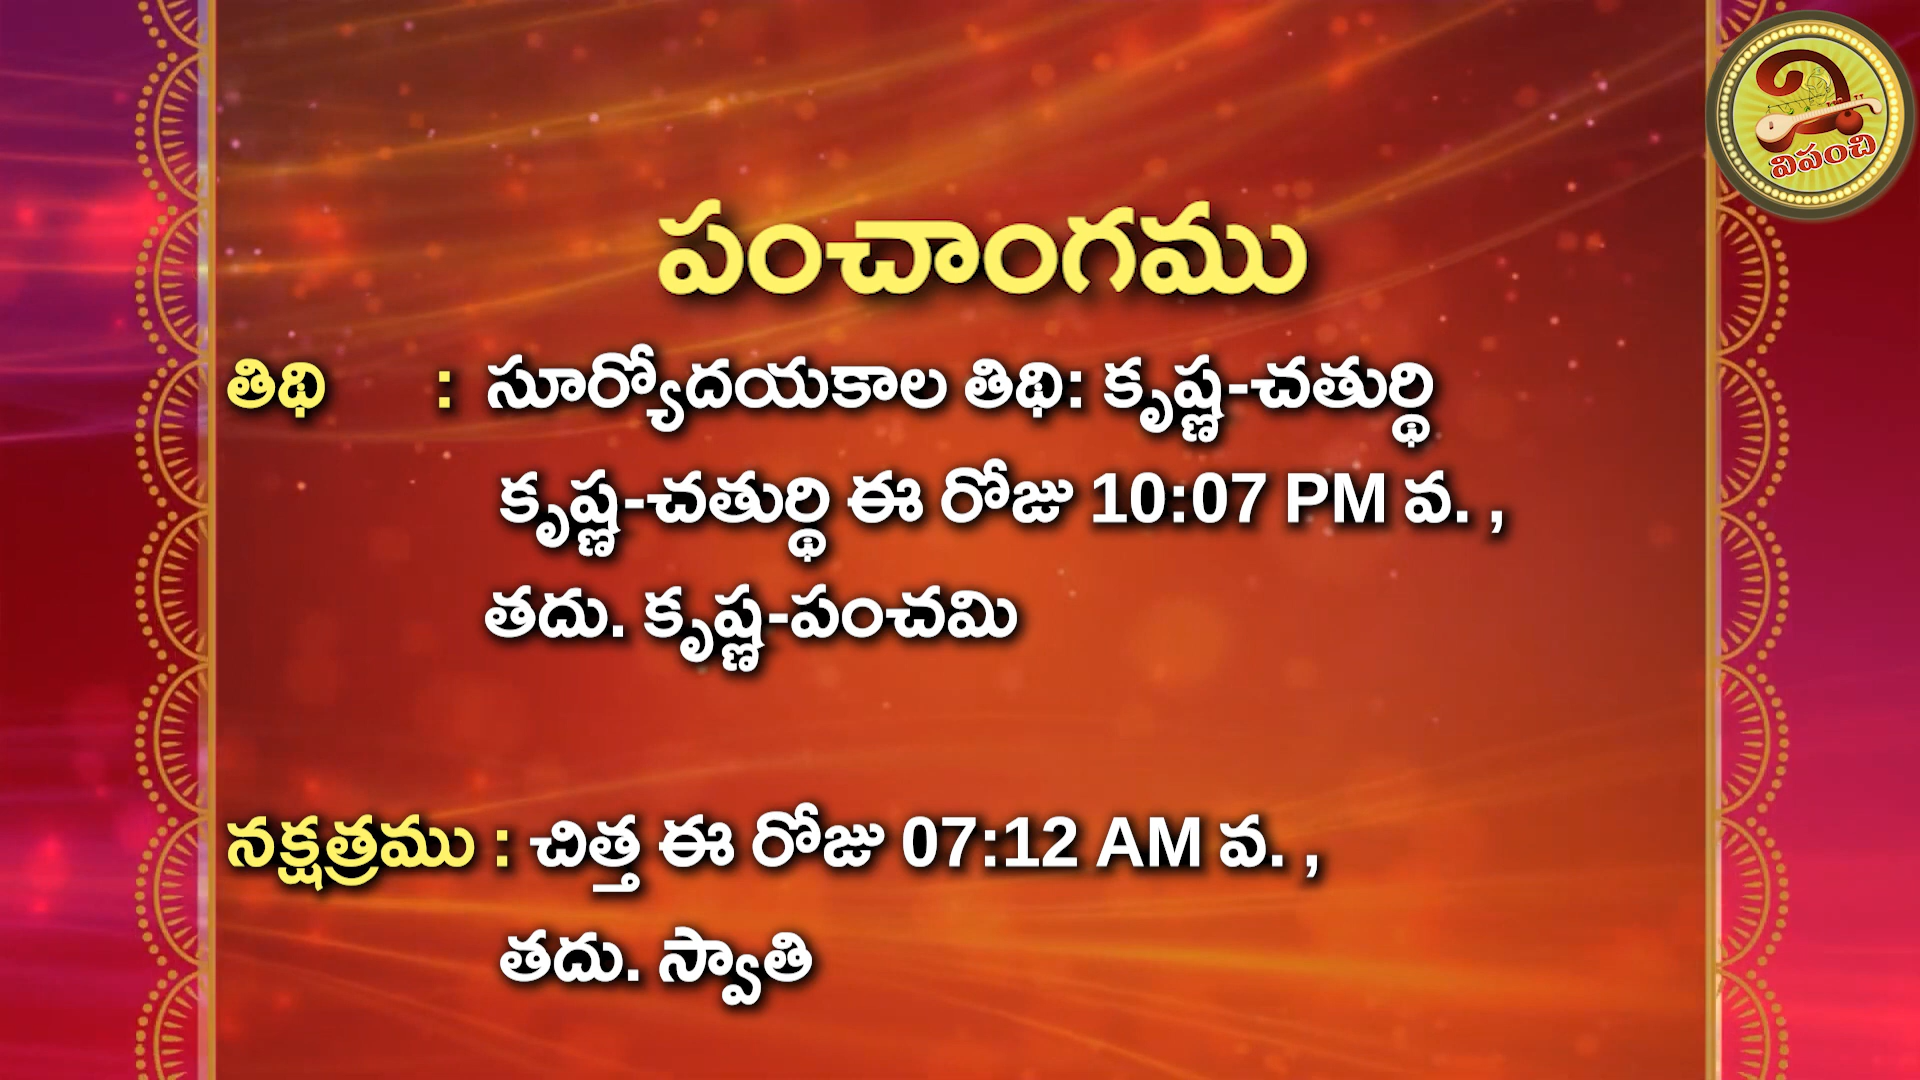 విపంచి
పంచాంగము
తిథి : సూర్యోదయకాల తిథి: కృష్ణ-చతుర్థి
కృష్ణ-చతుర్థి ఈ రోజు 10:07 PM వ. ,
తదు. కృష్ణ-పంచమి
నక్షత్రము : చిత్త ఈ రోజు 07:12 AM వ. ,
తదు. స్వాతి